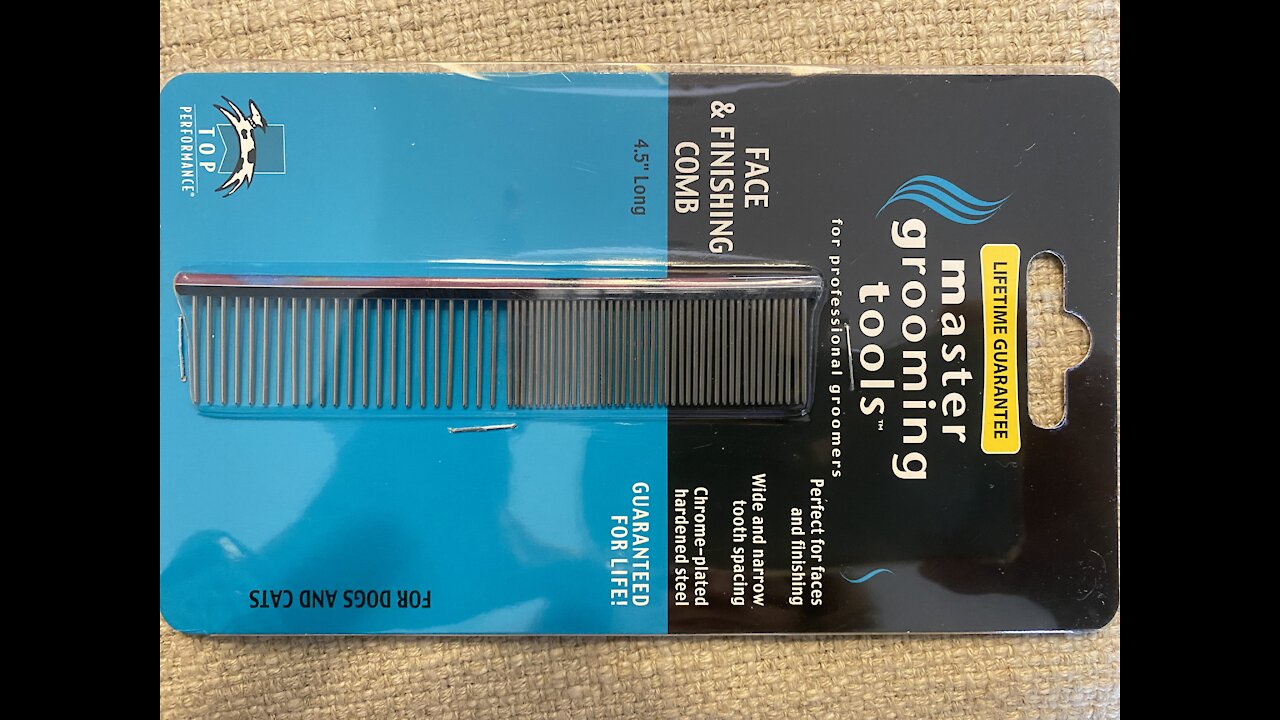 LIFETIME GUARANTEE
master
grooming
tools™
for professional groomers
FACE
& FINISHING
COMB
4.5" Long
Perfect for faces
and finishing
Wide and narrow
tooth spacing
Chrome-plated
hardened steel
GUARANTEED
FOR LIFE!
TOP
PERFORMANCE®
FOR DOGS AND CATS